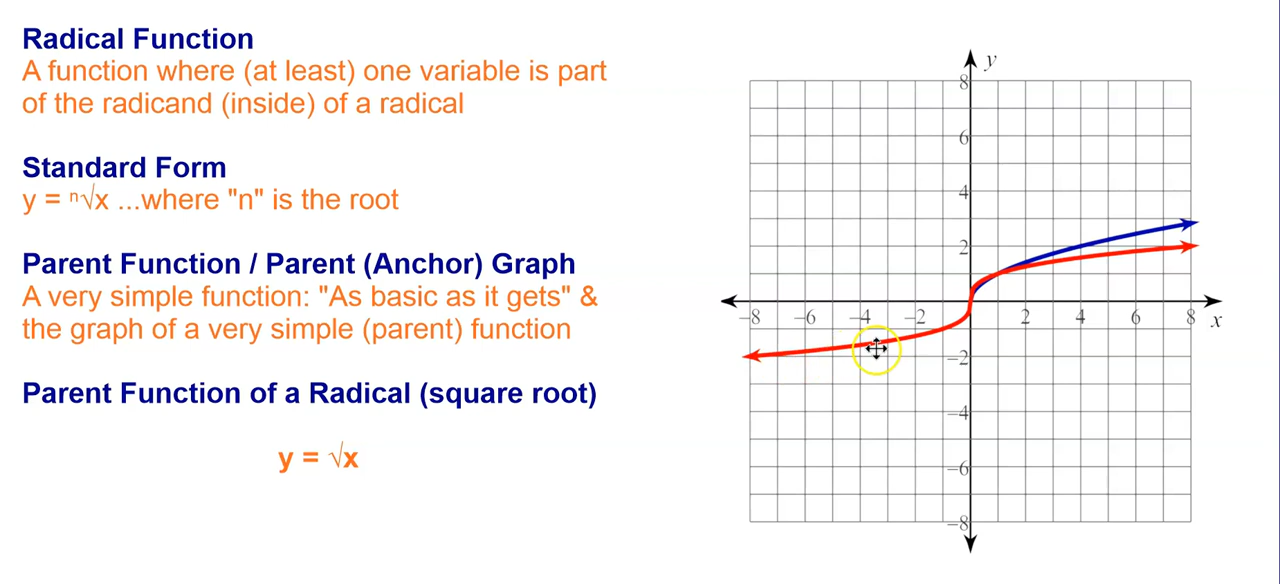 Radical Function
A function where (at least) one variable is part
of the radicand (inside) of a radical
Standard Form
y = ⁿ√x ...where "n" is the root
Parent Function / Parent (Anchor) Graph
A very simple function: "As basic as it gets" &
the graph of a very simple (parent) function
Parent Function of a Radical (square root)
y = √x
y
8
6
4
2
-8 -6 -4 -2 2 4 6 8 x
-2
-4
-6
-8